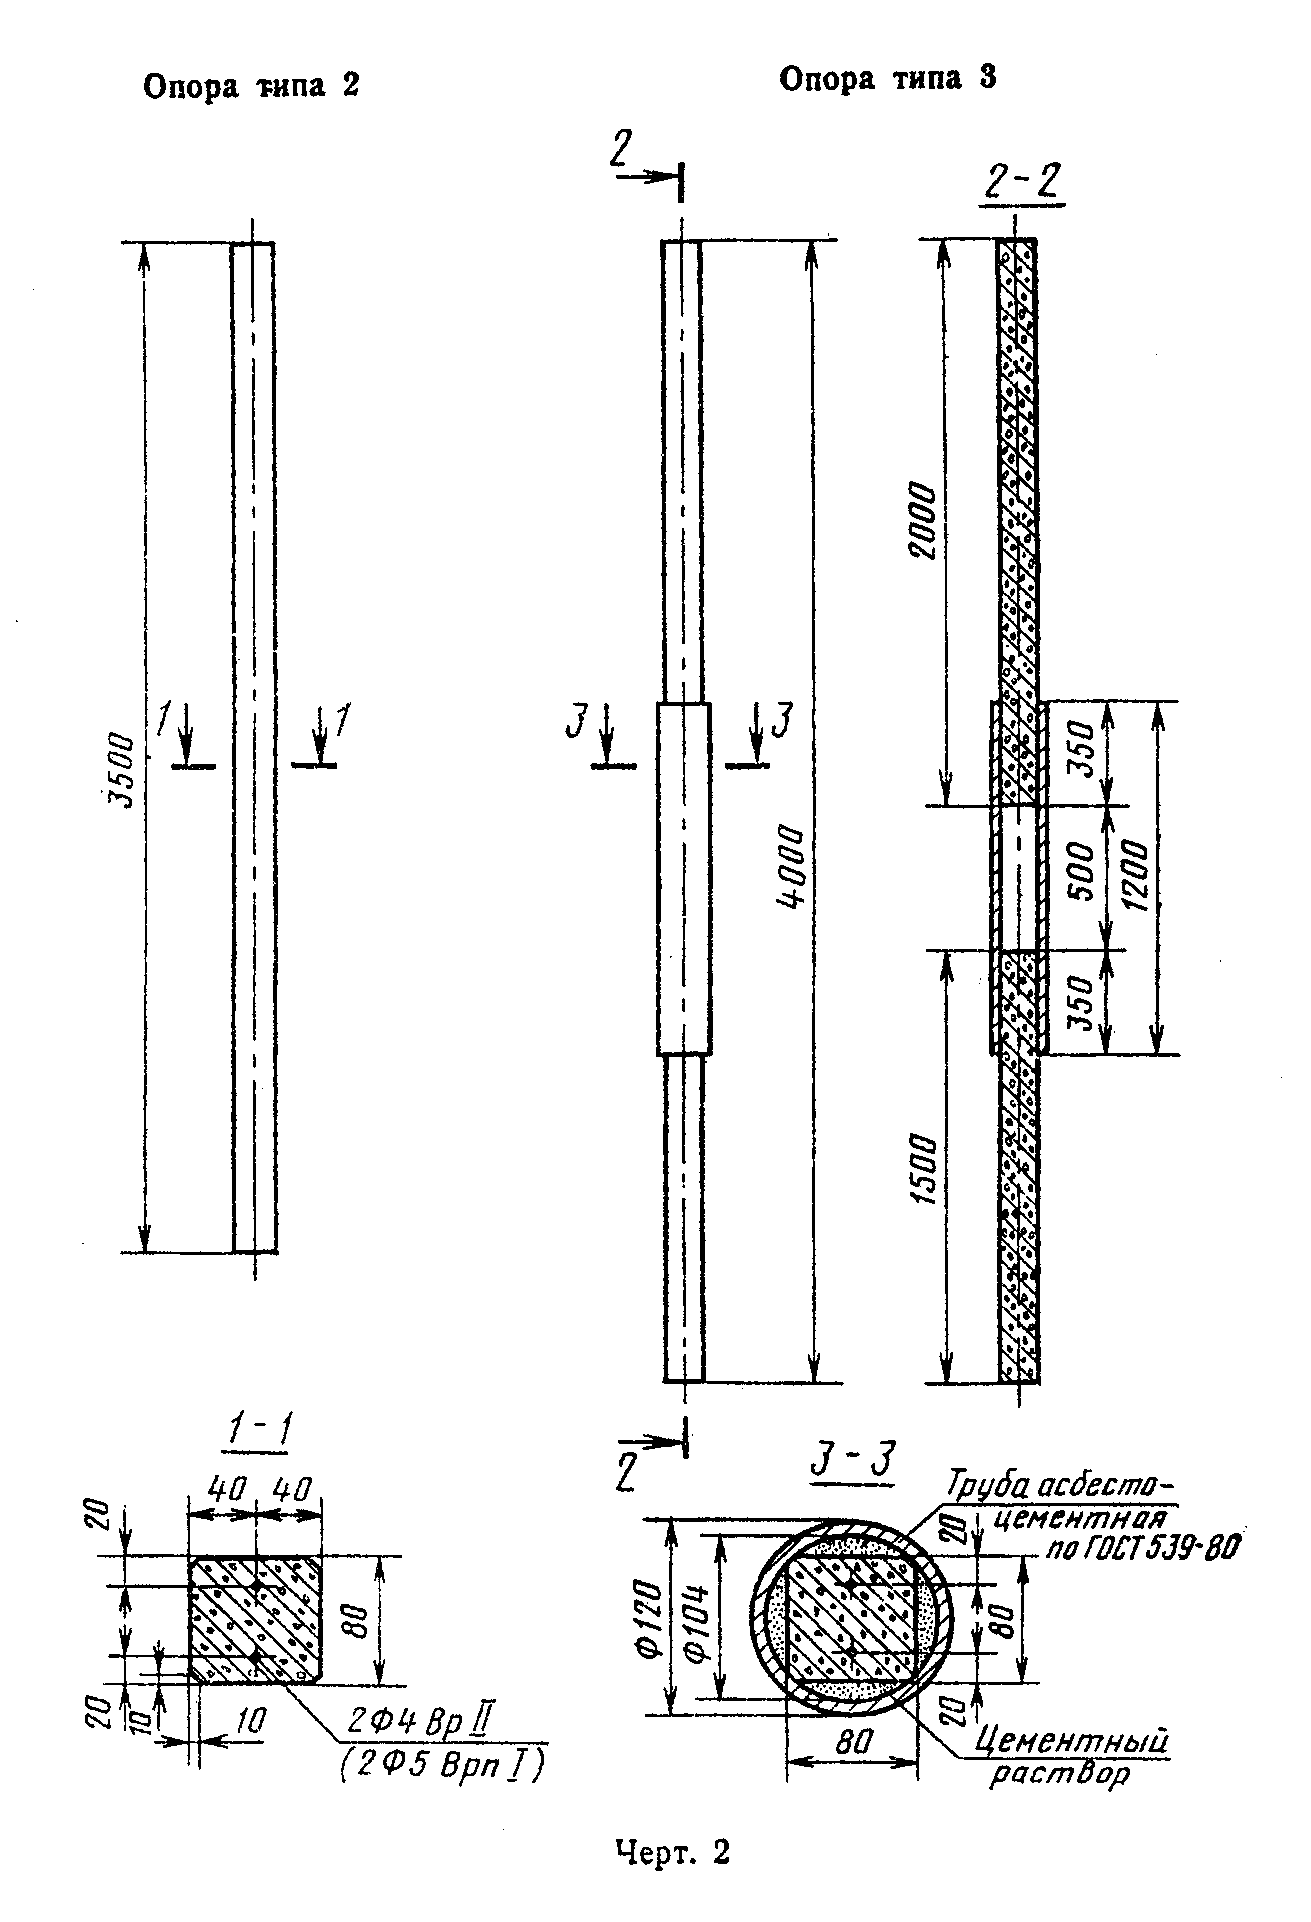 Опора типа 2
Опора типа 3
2
2-2
3500
1
1
3
3
4000
2000
350
500
1200
350
1500
2
1-1
40 40
20
80
20
10
10
2Ф4 Вр II
(2Ф5 Врп I)
3-3
Труба асбесто-
цементная
по ГОСТ 539-80
Ф120
Ф104
20
80
20
80
Цементный
раствор
Черт. 2